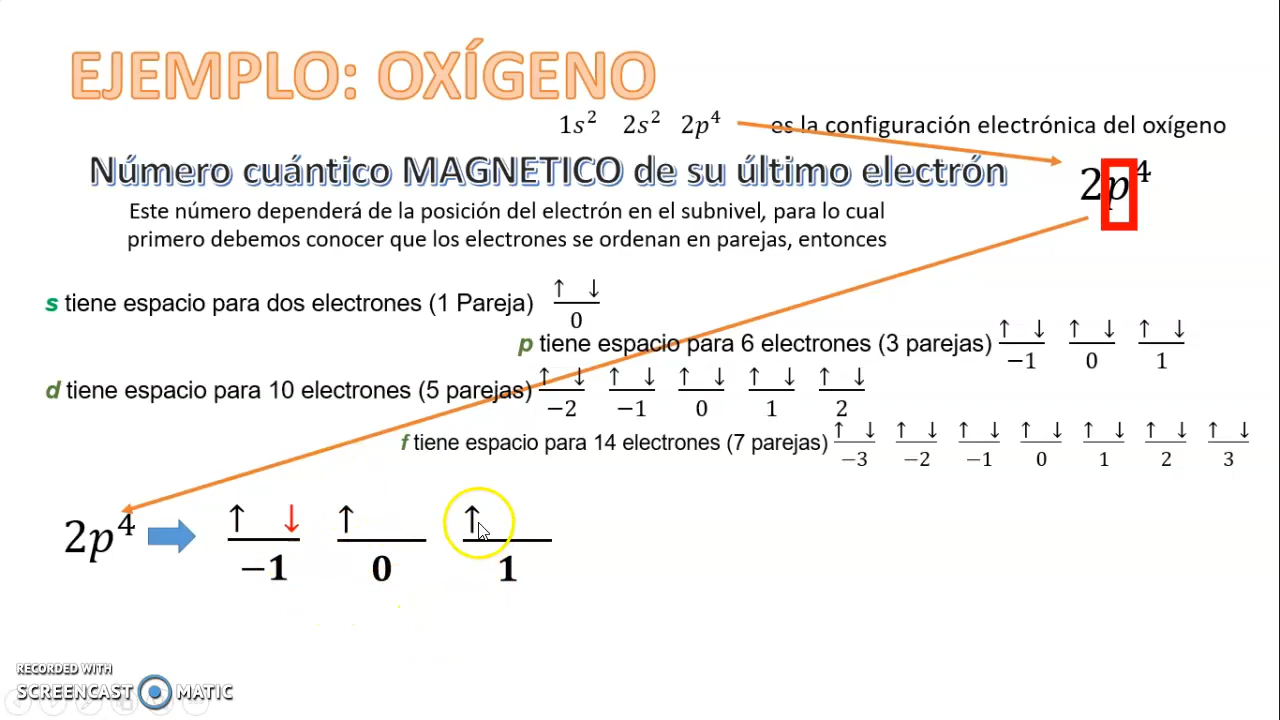 EJEMPLO: OXÍGENO
1s² 2s² 2p⁴ es la configuración electrónica del oxígeno
Número cuántico MAGNETICO de su último electrón
2p⁴
Este número dependerá de la posición del electrón en el subnivel, para lo cual
primero debemos conocer que los electrones se ordenan en parejas, entonces
s tiene espacio para dos electrones (1 Pareja) ↑ ↓
0
p tiene espacio para 6 electrones (3 parejas) ↑ ↓ ↑ ↓ ↑ ↓
−1 0 1
d tiene espacio para 10 electrones (5 parejas) ↑ ↓ ↑ ↓ ↑ ↓ ↑ ↓ ↑ ↓
−2 −1 0 1 2
f tiene espacio para 14 electrones (7 parejas) ↑ ↓ ↑ ↓ ↑ ↓ ↑ ↓ ↑ ↓ ↑ ↓ ↑ ↓
−3 −2 −1 0 1 2 3
2p⁴ ↑ ↓ ↑ ↑
−1 0 1
RECORDED WITH
SCREENCAST MATIC